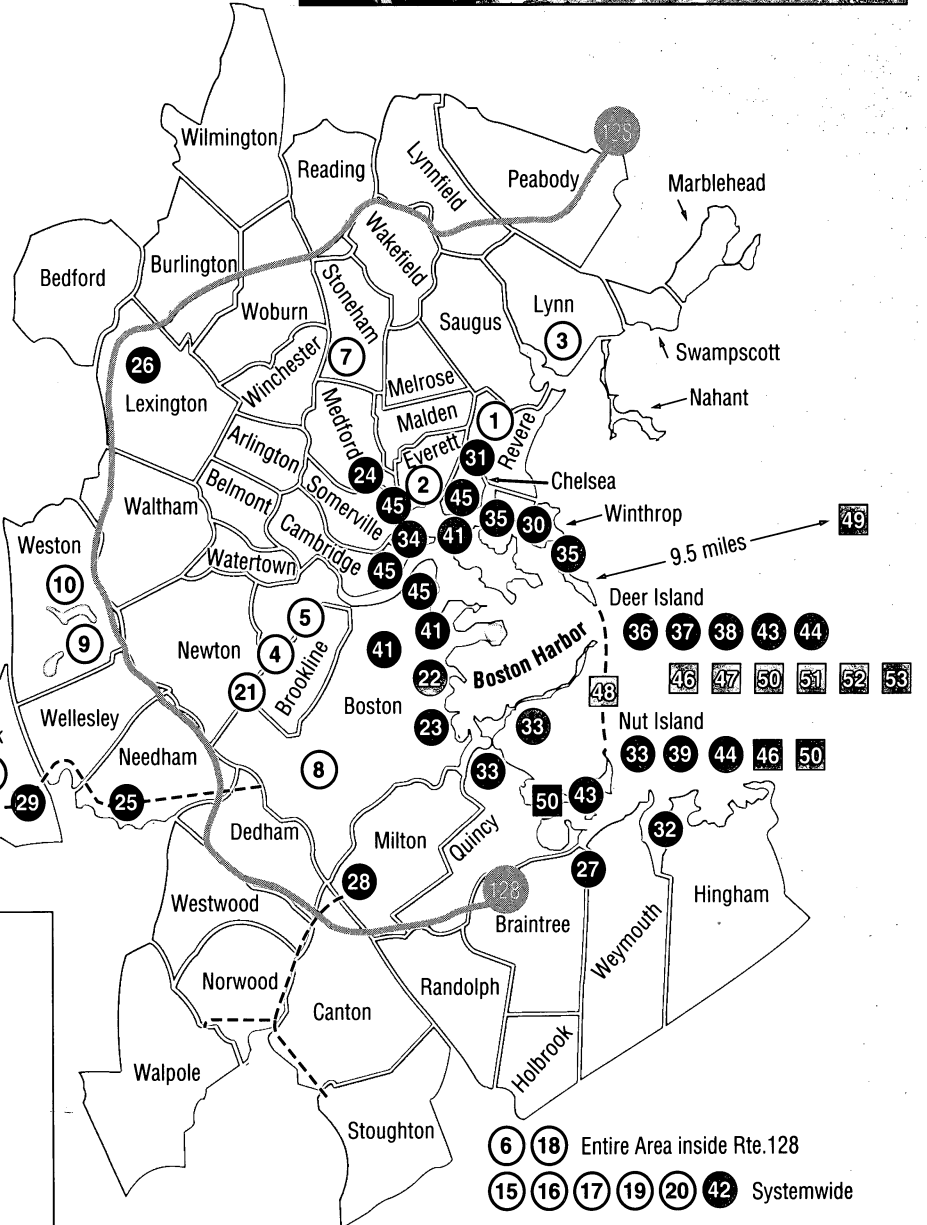 128
Wilmington
Reading
Lynnfield
Peabody
Marblehead
Wakefield
Bedford
Burlington
Stoneham
Woburn
Lynn
Saugus
3
Swampscott
7
Winchester
26
Melrose
Nahant
Lexington
Medford
Malden
1
Revere
Arlington
Everett
31
24
2
Chelsea
Belmont
Somerville
45
45
Waltham
35
30
Winthrop
49
Cambridge
34
41
Weston
35
9.5 miles
Watertown
45
10
45
Deer Island
5
36 37 38 43 44
9
41
Boston Harbor
Newton
4
41
22
46 47 50 51 52 53
21
Brookline
48
Boston
Wellesley
23
33
Nut Island
Needham
33 39 44 46 50
8
33
29
25
50
43
Dedham
Milton
Quincy
32
28
27
128
Westwood
Hingham
Braintree
Weymouth
Norwood
Randolph
Canton
Holbrook
Walpole
Stoughton
6 18 Entire Area inside Rte.128
15 16 17 19 20 42 Systemwide